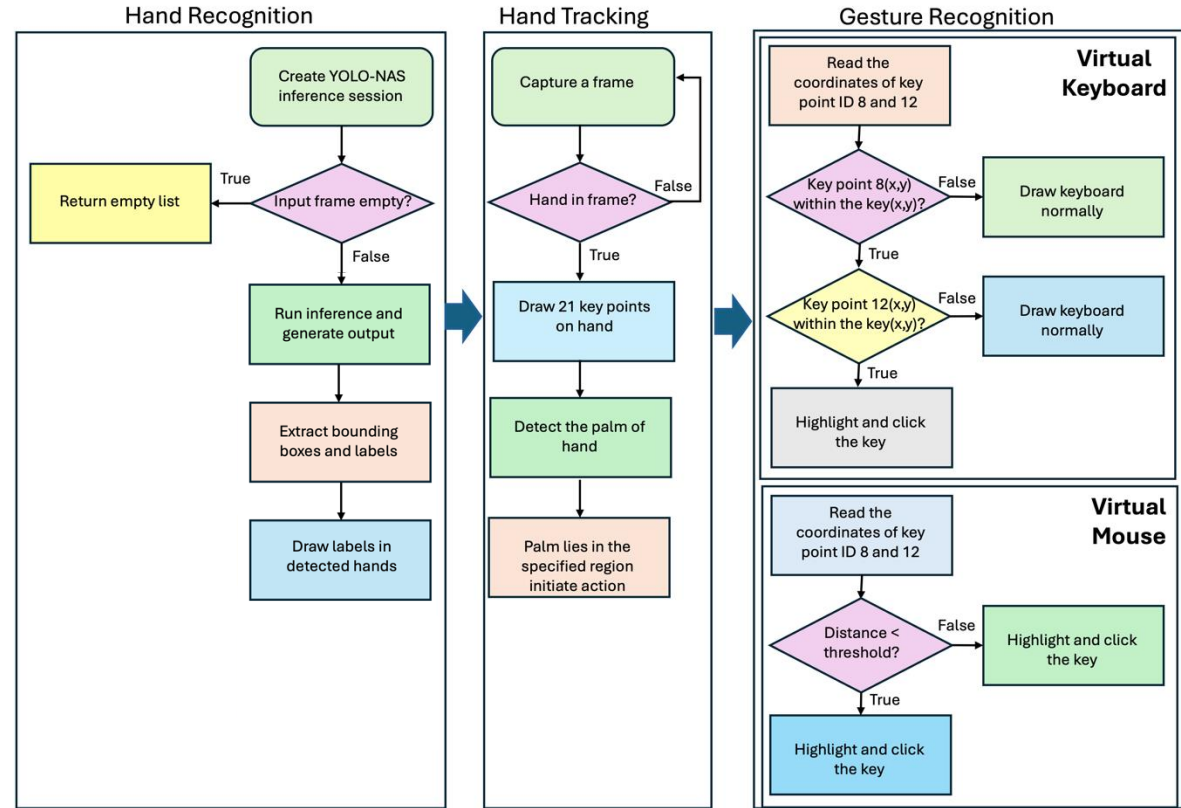 Hand Recognition
Create YOLO-NAS
inference session
Input frame empty?
True
Return empty list
False
Run inference and
generate output
Extract bounding
boxes and labels
Draw labels in
detected hands
Hand Tracking
Capture a frame
Hand in frame?
False
True
Draw 21 key points
on hand
Detect the palm of
hand
Palm lies in the
specified region
initiate action
Gesture Recognition
Virtual
Keyboard
Read the
coordinates of key
point ID 8 and 12
Key point 8(x,y)
within the key(x,y)?
False
Draw keyboard
normally
True
Key point 12(x,y)
within the key(x,y)?
False
Draw keyboard
normally
True
Highlight and click
the key
Virtual
Mouse
Read the
coordinates of key
point ID 8 and 12
Distance <
threshold?
False
Highlight and click
the key
True
Highlight and click
the key